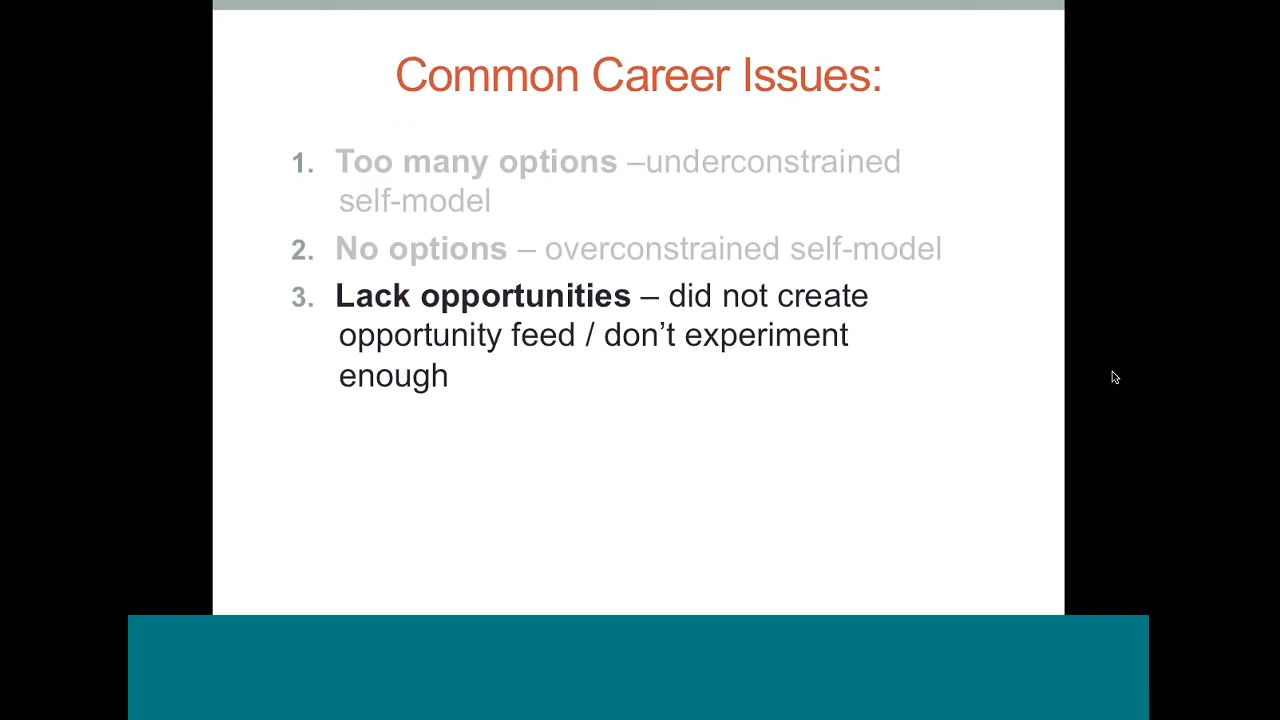 Common Career Issues:
1. Too many options –underconstrained
self-model
2. No options – overconstrained self-model
3. Lack opportunities – did not create
opportunity feed / don’t experiment
enough